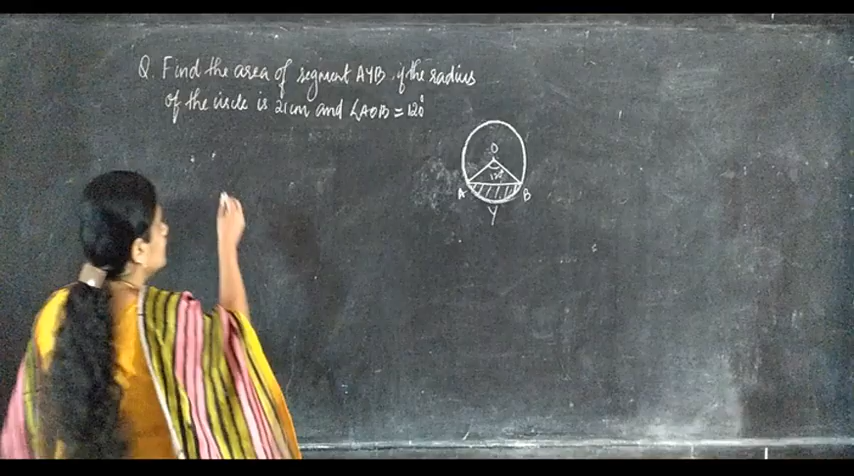 Q. Find the area of segment AYB, if the radius
of the circle is 21cm and ∠AOB = 120°
O
120°
A
B
Y